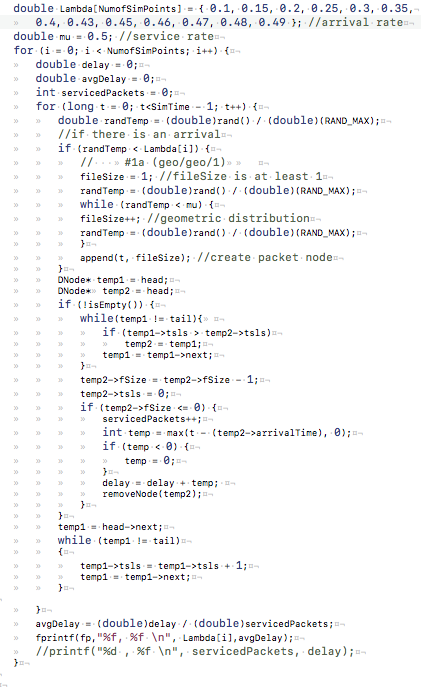 double Lambda[NumofSimPoints] = { 0.1, 0.15, 0.2, 0.25, 0.3, 0.35,
0.4, 0.43, 0.45, 0.46, 0.47, 0.48, 0.49 }; //arrival rate
double mu = 0.5; //service rate
for (i = 0; i < NumofSimPoints; i++) {
double delay = 0;
double avgDelay = 0;
int servicedPackets = 0;
for (long t = 0; t<SimTime - 1; t++) {
double randTemp = (double)rand() / (double)(RAND_MAX);
//if there is an arrival
if (randTemp < Lambda[i]) {
// #1a (geo/geo/1)
fileSize = 1; //fileSize is at least 1
randTemp = (double)rand() / (double)(RAND_MAX);
while (randTemp < mu) {
fileSize++; //geometric distribution
randTemp = (double)rand() / (double)(RAND_MAX);
}
append(t, fileSize); //create packet node
}
DNode* temp1 = head;
DNode* temp2 = head;
if (!isEmpty()) {
while(temp1 != tail){
if (temp1->tsls > temp2->tsls)
temp2 = temp1;
temp1 = temp1->next;
}
temp2->fSize = temp2->fSize - 1;
temp2->tsls = 0;
if (temp2->fSize <= 0) {
servicedPackets++;
int temp = max(t - (temp2->arrivalTime), 0);
if (temp < 0) {
temp = 0;
}
delay = delay + temp;
removeNode(temp2);
}
}
temp1 = head->next;
while (temp1 != tail)
{
temp1->tsls = temp1->tsls + 1;
temp1 = temp1->next;
}
}
avgDelay = (double)delay / (double)servicedPackets;
fprintf(fp,"%f, %f \n", Lambda[i],avgDelay);
//printf("%d , %f \n", servicedPackets, delay);
}